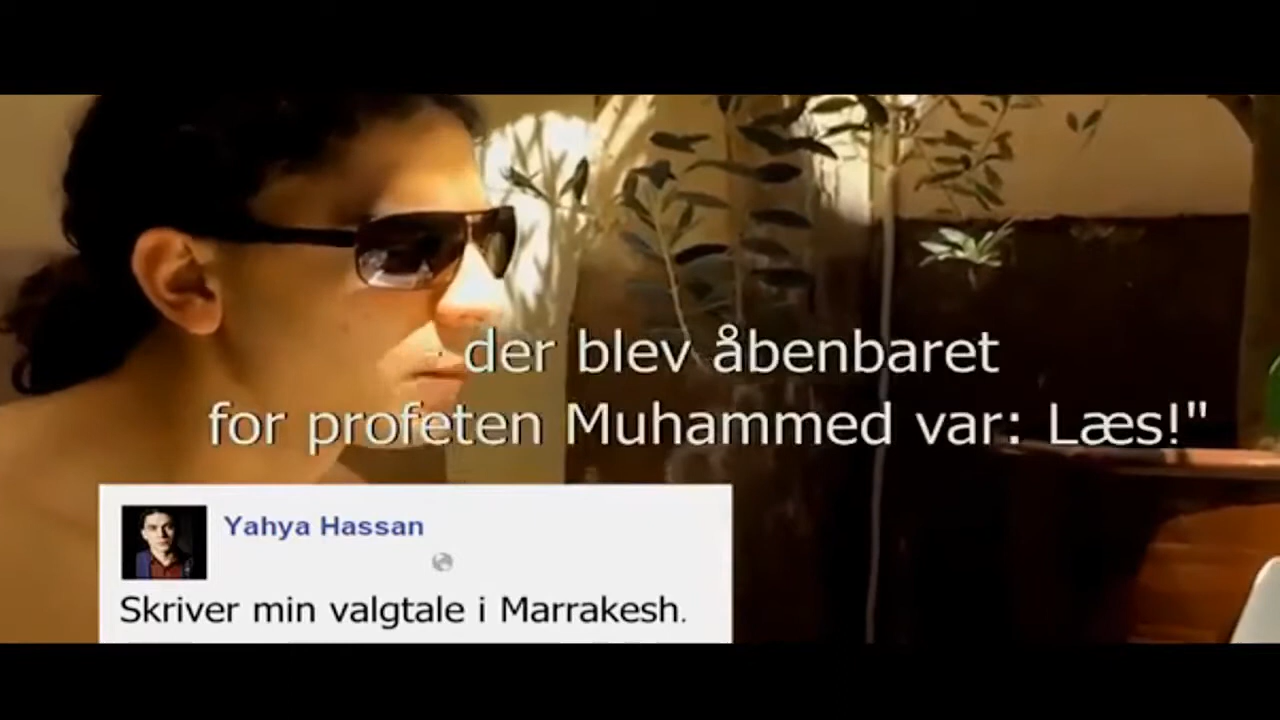 der blev åbenbaret
for profeten Muhammed var: Læs!"
Yahya Hassan
Skriver min valgtale i Marrakesh.